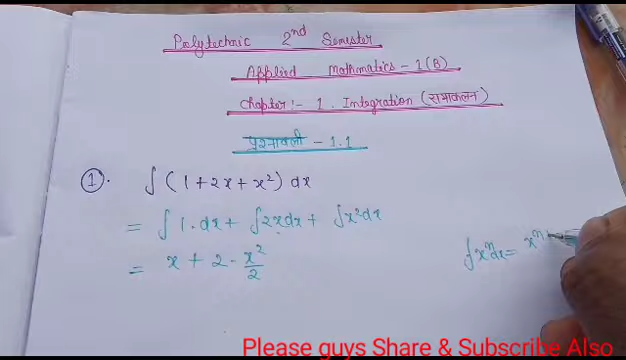 Polytechnic 2nd Semester
Applied Mathematics - 1(B)
Chapter:- 1. Integration (समाकलन)
प्रश्नावली - 1.1
①. ∫(1+2x+x²) dx
= ∫1.dx + ∫2xdx + ∫x²dx
= x + 2 · x²/2
∫xⁿdx = xⁿ⁺
Please guys Share & Subscribe Also